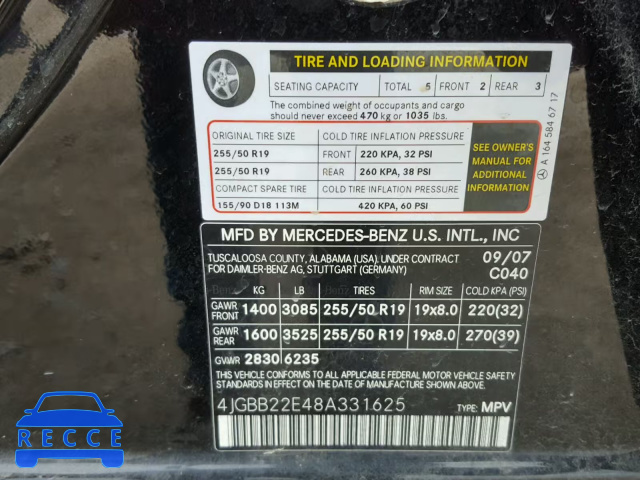 TIRE AND LOADING INFORMATION
SEATING CAPACITY TOTAL 5 FRONT 2 REAR 3
The combined weight of occupants and cargo
should never exceed 470 kg or 1035 lbs.
ORIGINAL TIRE SIZE COLD TIRE INFLATION PRESSURE
255/50 R19 FRONT 220 KPA, 32 PSI
255/50 R19 REAR 260 KPA, 38 PSI
COMPACT SPARE TIRE COLD TIRE INFLATION PRESSURE
155/90 D18 113M 420 KPA, 60 PSI
SEE OWNER'S
MANUAL FOR
ADDITIONAL
INFORMATION
A 164 584 67 17
MFD BY MERCEDES-BENZ U.S. INTL., INC
TUSCALOOSA COUNTY, ALABAMA (USA). UNDER CONTRACT
FOR DAIMLER-BENZ AG, STUTTGART (GERMANY)
09/07
C040
KG LB TIRES RIM SIZE COLD KPA (PSI)
GAWR FRONT 1400 3085 255/50 R19 19x8.0 220(32)
GAWR REAR 1600 3525 255/50 R19 19x8.0 270(39)
GVWR 2830 6235
THIS VEHICLE CONFORMS TO ALL APPLICABLE FEDERAL MOTOR VEHICLE SAFETY
STANDARDS IN EFFECT ON THE DATE OF MANUFACTURE SHOWN ABOVE.
4JGBB22E48A331625 TYPE: MPV
RECCE